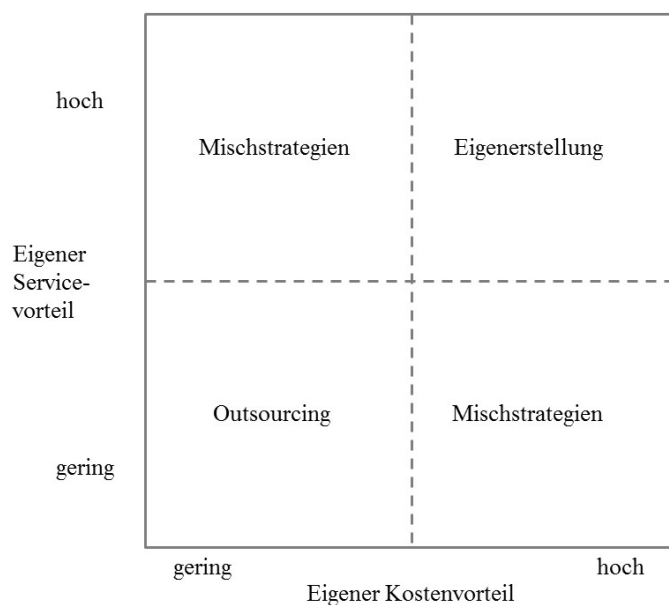 hoch
Mischstrategien
Eigenerstellung
Eigener
Service-
vorteil
Outsourcing
Mischstrategien
gering
gering
hoch
Eigener Kostenvorteil